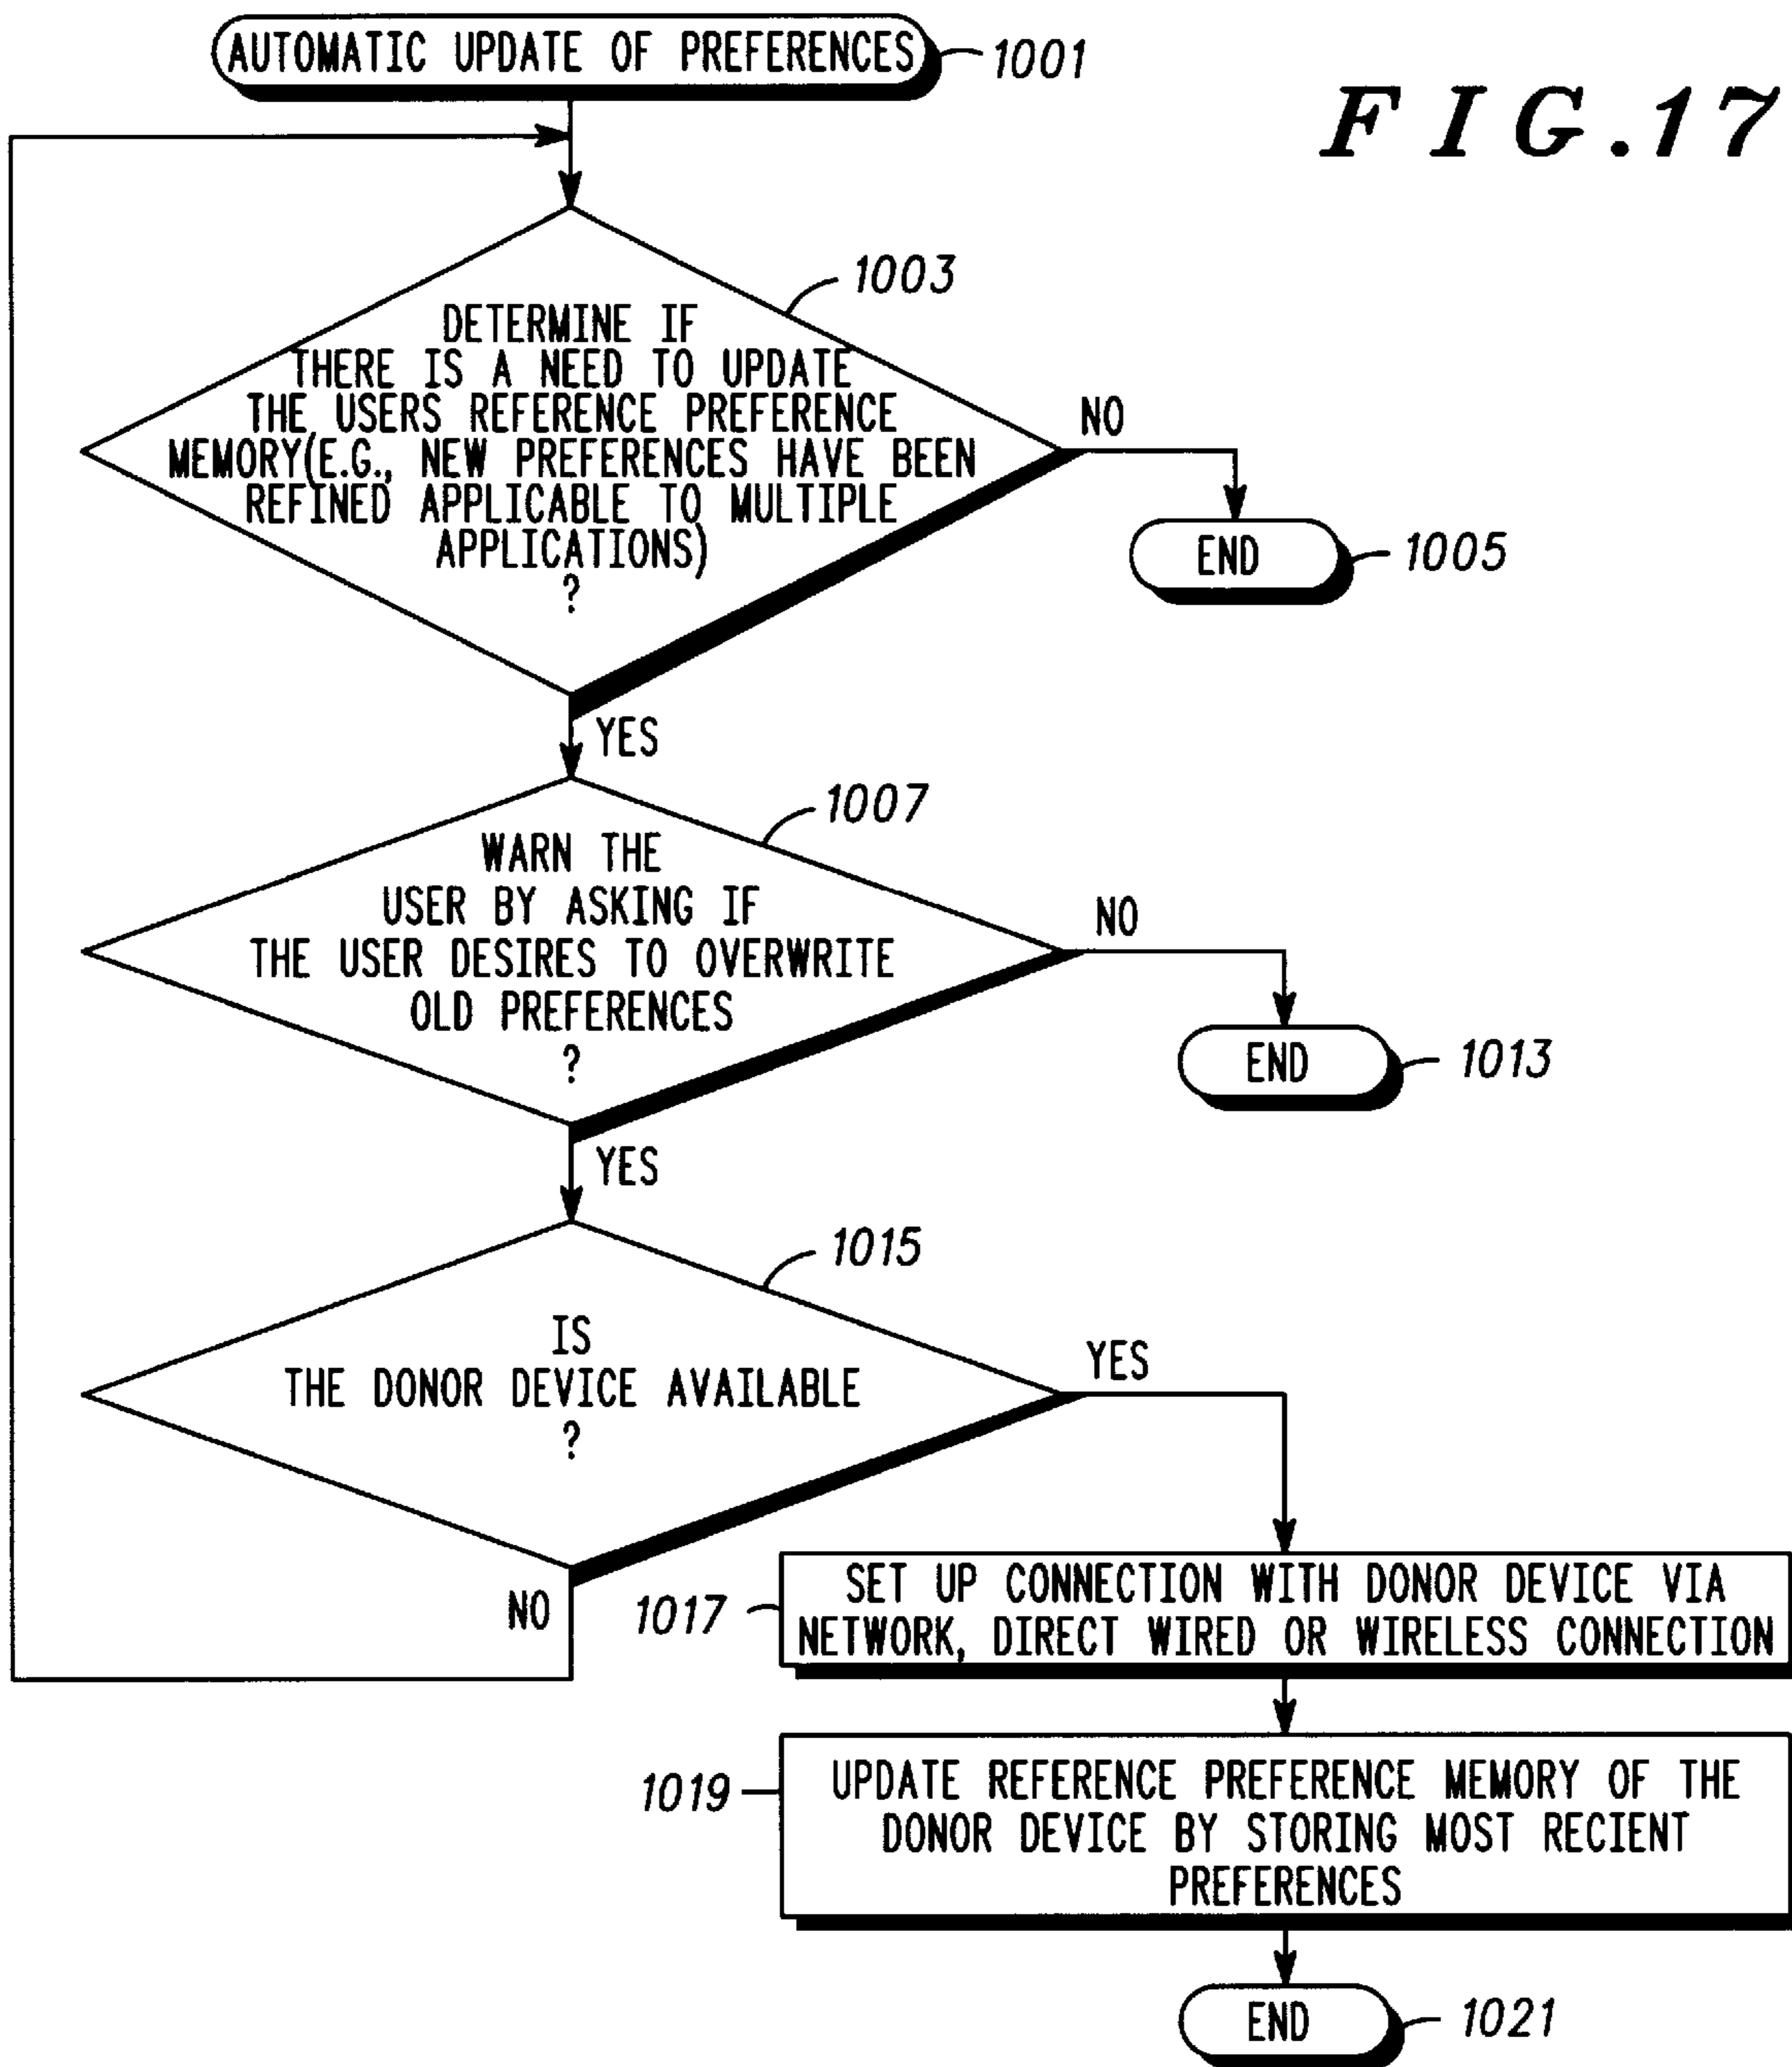 AUTOMATIC UPDATE OF PREFERENCES
1001
FIG.17
1003
DETERMINE IF
THERE IS A NEED TO UPDATE
THE USERS REFERENCE PREFERENCE
MEMORY(E.G., NEW PREFERENCES HAVE BEEN
REFINED APPLICABLE TO MULTIPLE
APPLICATIONS)
?
NO
END
1005
YES
1007
WARN THE
USER BY ASKING IF
THE USER DESIRES TO OVERWRITE
OLD PREFERENCES
?
NO
END
1013
YES
1015
IS
THE DONOR DEVICE AVAILABLE
?
YES
NO
1017
SET UP CONNECTION WITH DONOR DEVICE VIA
NETWORK, DIRECT WIRED OR WIRELESS CONNECTION
1019
UPDATE REFERENCE PREFERENCE MEMORY OF THE
DONOR DEVICE BY STORING MOST RECIENT
PREFERENCES
END
1021